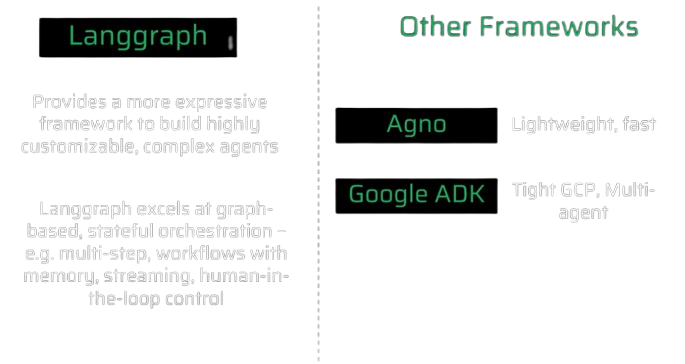 Langgraph
Provides a more expressive
framework to build highly
customizable, complex agents
Langgraph excels at graph-
based, stateful orchestration –
e.g. multi-step, workflows with
memory, streaming, human-in-
the-loop control
Other Frameworks
Agno
Lightweight, fast
Google ADK
Tight GCP, Multi-
agent